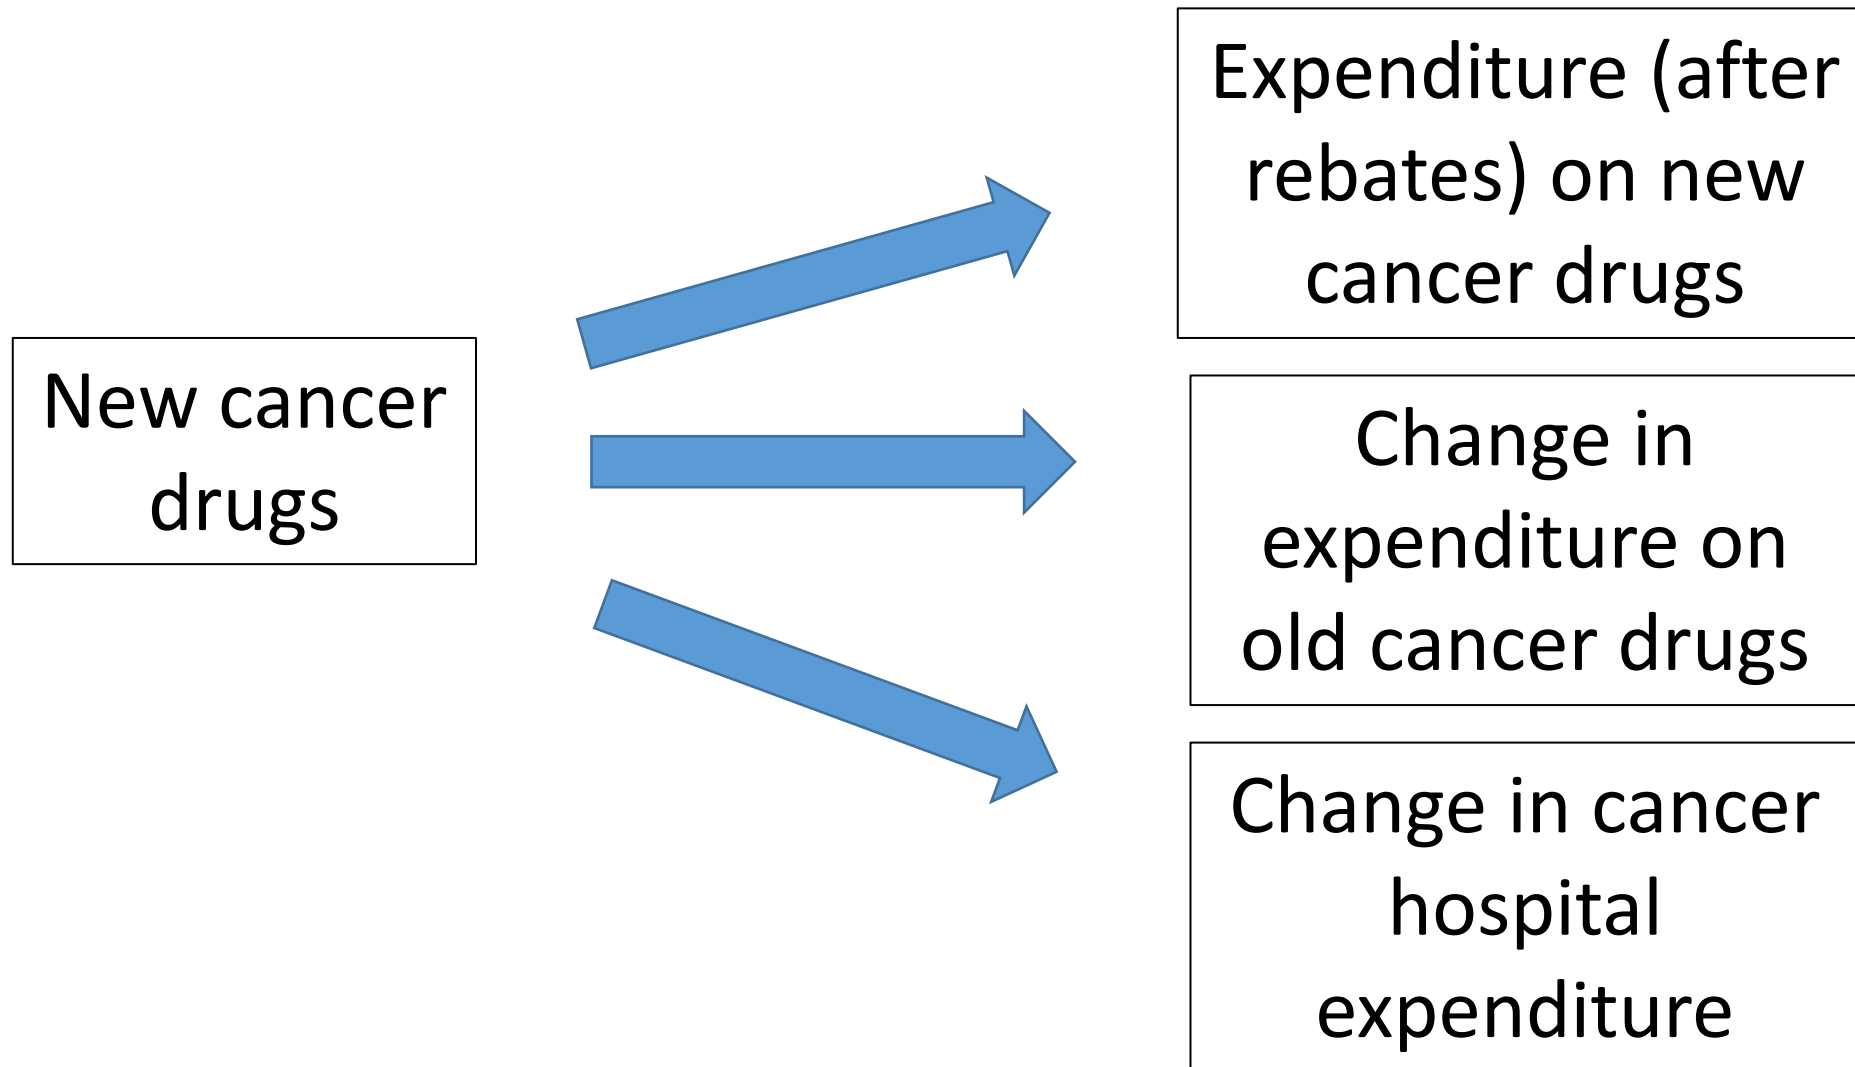 New cancer
drugs
Expenditure (after
rebates) on new
cancer drugs
Change in
expenditure on
old cancer drugs
Change in cancer
hospital
expenditure